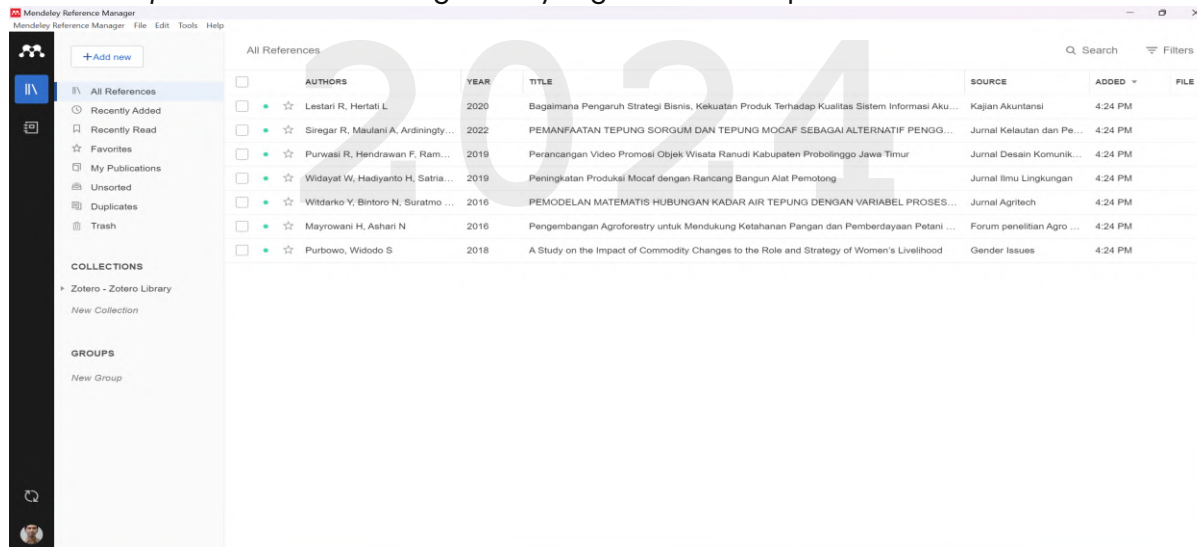 Mendeley Reference Manager
Mendeley Reference Manager File Edit Tools Help
+Add new
All References
Recently Added
Recently Read
Favorites
My Publications
Unsorted
Duplicates
Trash
COLLECTIONS
Zotero - Zotero Library
New Collection
GROUPS
New Group
All References Search Filters
2024
AUTHORS YEAR TITLE SOURCE ADDED FILE
Lestari R, Hertati L 2020 Bagaimana Pengaruh Strategi Bisnis, Kekuatan Produk Terhadap Kualitas Sistem Informasi Aku... Kajian Akuntansi 4:24 PM
Siregar R, Maulani A, Ardiningty... 2022 PEMANFAATAN TEPUNG SORGUM DAN TEPUNG MOCAF SEBAGAI ALTERNATIF PENGG... Jurnal Kelautan dan Pe... 4:24 PM
Purwasi R, Hendrawan F, Ram... 2019 Perancangan Video Promosi Objek Wisata Ranudi Kabupaten Probolinggo Jawa Timur Jurnal Desain Komunik... 4:24 PM
Widayat W, Hadiyanto H, Satria... 2019 Peningkatan Produksi Mocaf dengan Rancang Bangun Alat Pemotong Jurnal Ilmu Lingkungan 4:24 PM
Witdarko Y, Bintoro N, Suratmo ... 2016 PEMODELAN MATEMATIS HUBUNGAN KADAR AIR TEPUNG DENGAN VARIABEL PROSES... Jurnal Agritech 4:24 PM
Mayrowani H, Ashari N 2016 Pengembangan Agroforestry untuk Mendukung Ketahanan Pangan dan Pemberdayaan Petani ... Forum penelitian Agro ... 4:24 PM
Purbowo, Widodo S 2018 A Study on the Impact of Commodity Changes to the Role and Strategy of Women's Livelihood Gender Issues 4:24 PM